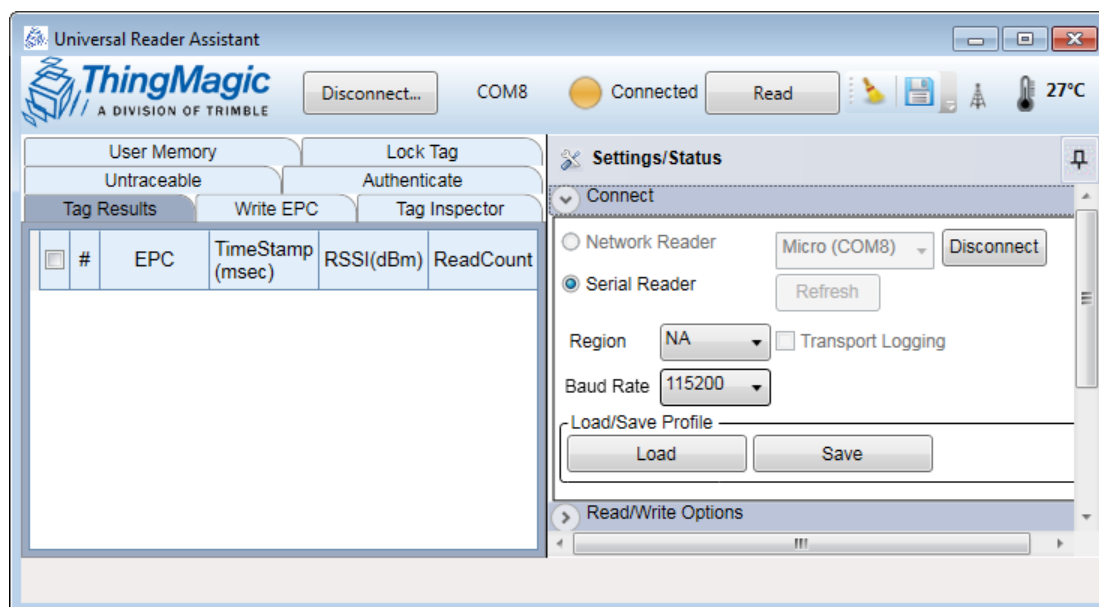 Universal Reader Assistant
ThingMagic
A DIVISION OF TRIMBLE
Disconnect...
COM8
Connected
Read
27°C
User Memory
Lock Tag
Untraceable
Authenticate
Tag Results
Write EPC
Tag Inspector
#
EPC
TimeStamp
(msec)
RSSI(dBm)
ReadCount
Settings/Status
Connect
Network Reader
Micro (COM8)
Disconnect
Serial Reader
Refresh
Region
NA
Transport Logging
Baud Rate
115200
Load/Save Profile
Load
Save
Read/Write Options